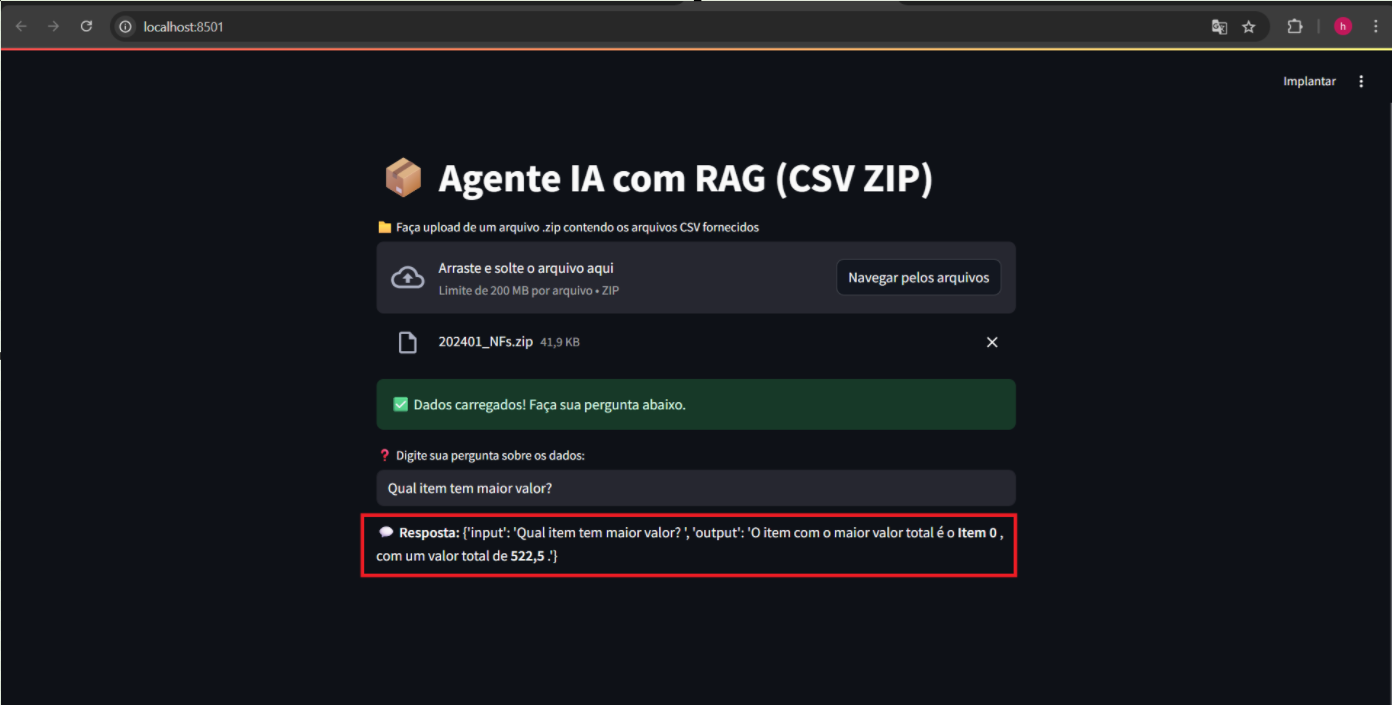 localhost:8501
h
Implantar
📦 Agente IA com RAG (CSV ZIP)
📁 Faça upload de um arquivo .zip contendo os arquivos CSV fornecidos
Arraste e solte o arquivo aqui
Limite de 200 MB por arquivo • ZIP
Navegar pelos arquivos
202401_NFs.zip 41,9 KB
✅ Dados carregados! Faça sua pergunta abaixo.
❓ Digite sua pergunta sobre os dados:
Qual item tem maior valor?
💬 Resposta: {'input': 'Qual item tem maior valor? ', 'output': 'O item com o maior valor total é o Item 0 ,
com um valor total de 522,5 .'}